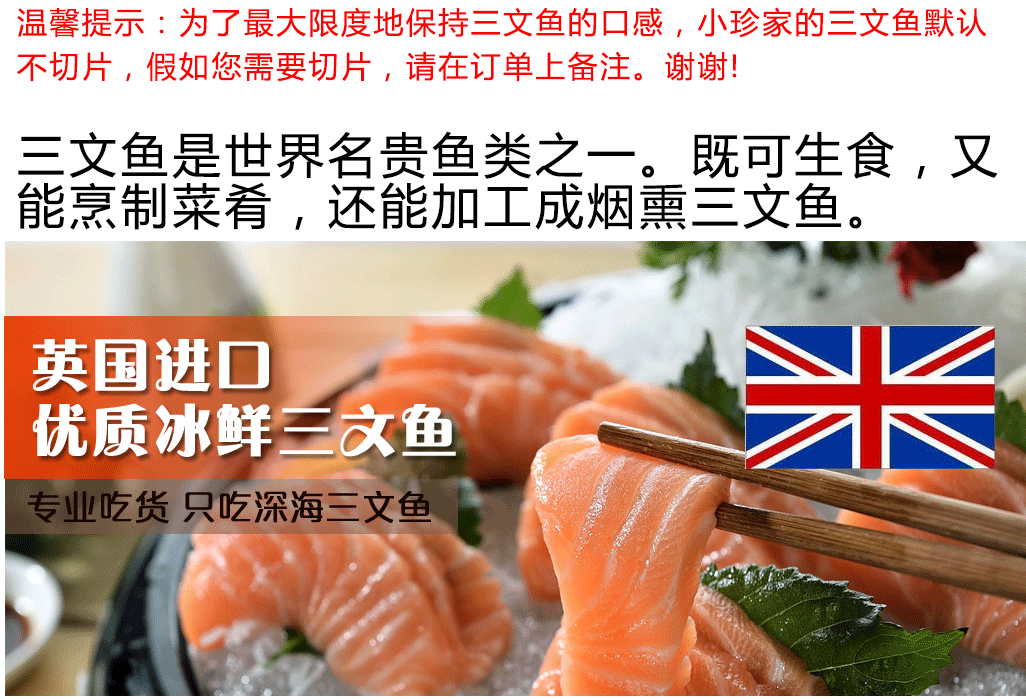 温馨提示：为了最大限度地保持三文鱼的口感，小珍家的三文鱼默认
不切片，假如您需要切片，请在订单上备注。谢谢!
三文鱼是世界名贵鱼类之一。既可生食，又
能烹制菜肴，还能加工成烟熏三文鱼。
英国进口
优质冰鲜三文鱼
专业吃货 只吃深海三文鱼